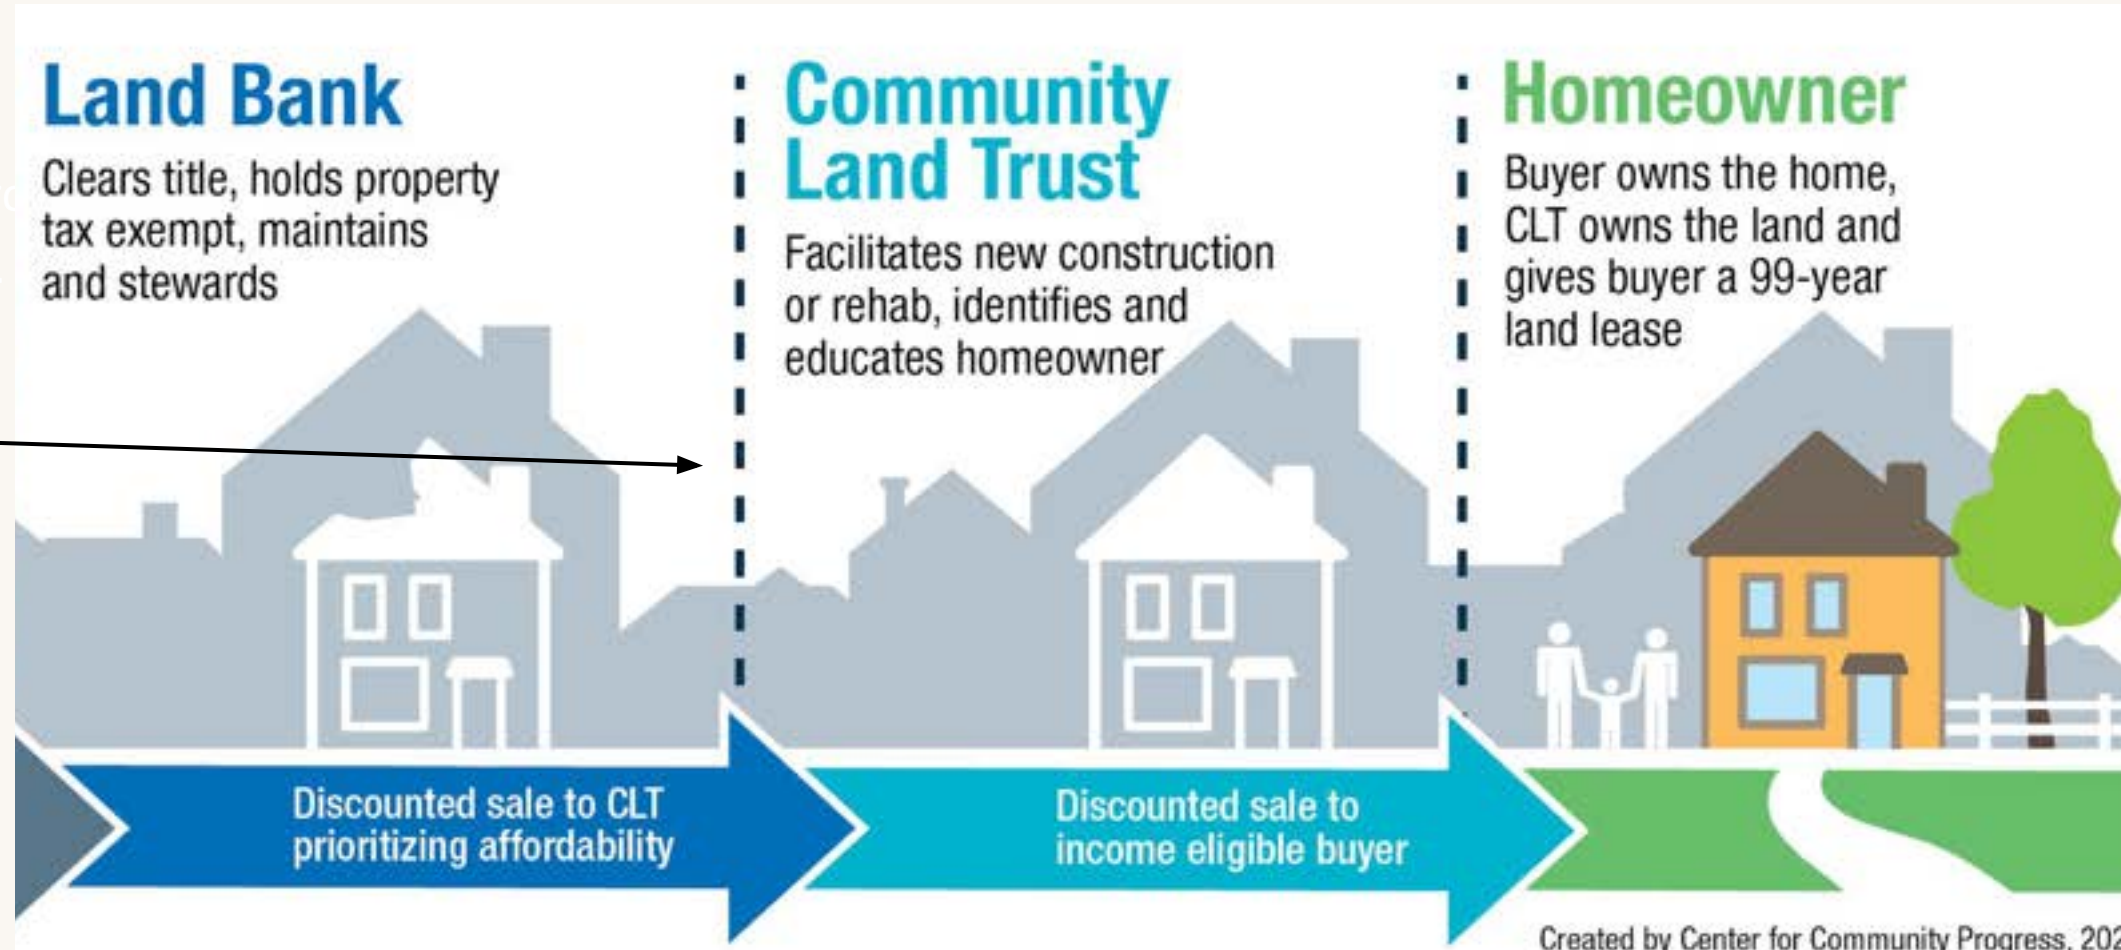 Land Bank
Clears title, holds property
tax exempt, maintains
and stewards
Community
Land Trust
Facilitates new construction
or rehab, identifies and
educates homeowner
Homeowner
Buyer owns the home,
CLT owns the land and
gives buyer a 99-year
land lease
Discounted sale to CLT
prioritizing affordability
Discounted sale to
income eligible buyer
Created by Center for Community Progress,